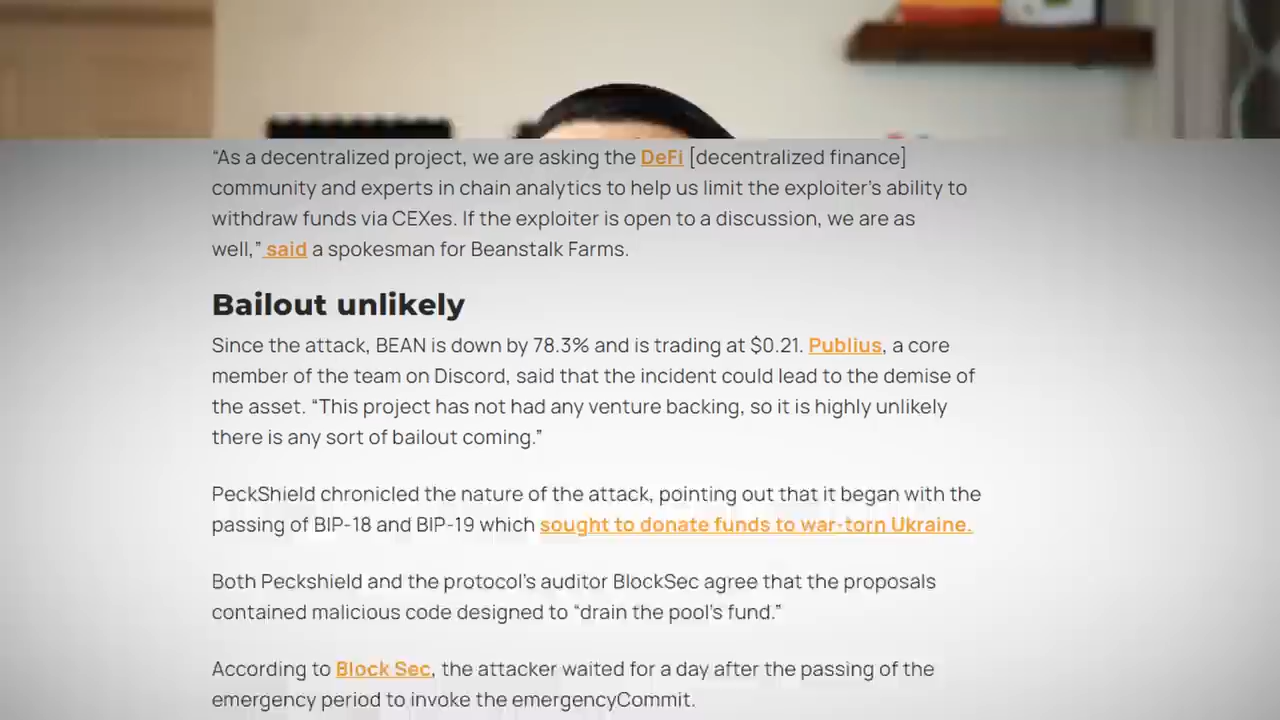 “As a decentralized project, we are asking the DeFi [decentralized finance]
community and experts in chain analytics to help us limit the exploiter’s ability to
withdraw funds via CEXes. If the exploiter is open to a discussion, we are as
well,” said a spokesman for Beanstalk Farms.
Bailout unlikely
Since the attack, BEAN is down by 78.3% and is trading at $0.21. Publius, a core
member of the team on Discord, said that the incident could lead to the demise of
the asset. “This project has not had any venture backing, so it is highly unlikely
there is any sort of bailout coming.”
PeckShield chronicled the nature of the attack, pointing out that it began with the
passing of BIP-18 and BIP-19 which sought to donate funds to war-torn Ukraine.
Both Peckshield and the protocol’s auditor BlockSec agree that the proposals
contained malicious code designed to “drain the pool’s fund.”
According to Block Sec, the attacker waited for a day after the passing of the
emergency period to invoke the emergencyCommit.